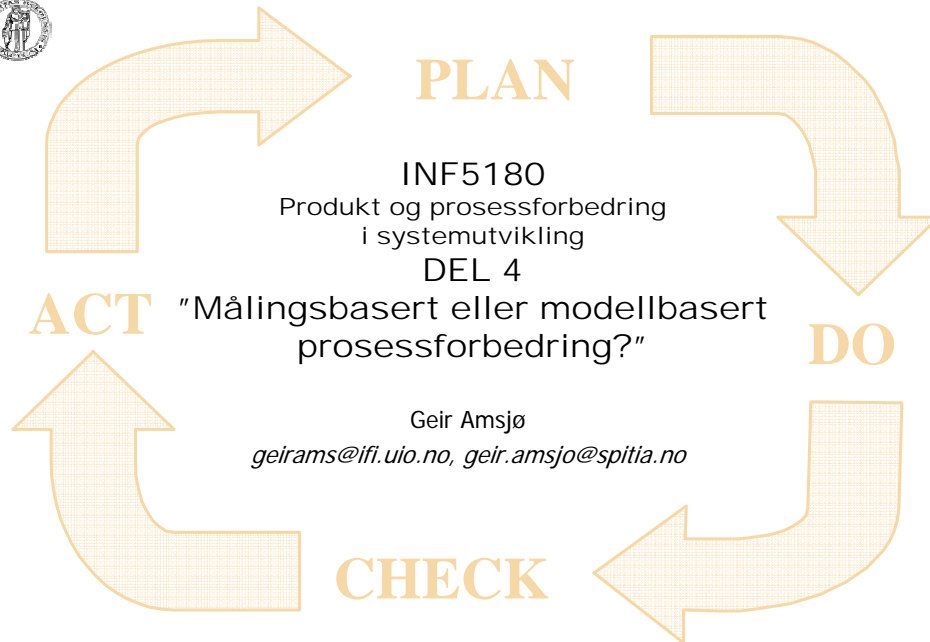 PLAN
INF5180
Produkt og prosessforbedring
i systemutvikling
DEL 4
"Målingsbasert eller modellbasert
prosessforbedring?"
ACT
DO
Geir Amsjø
geirams@ifi.uio.no, geir.amsjo@spitia.no
CHECK